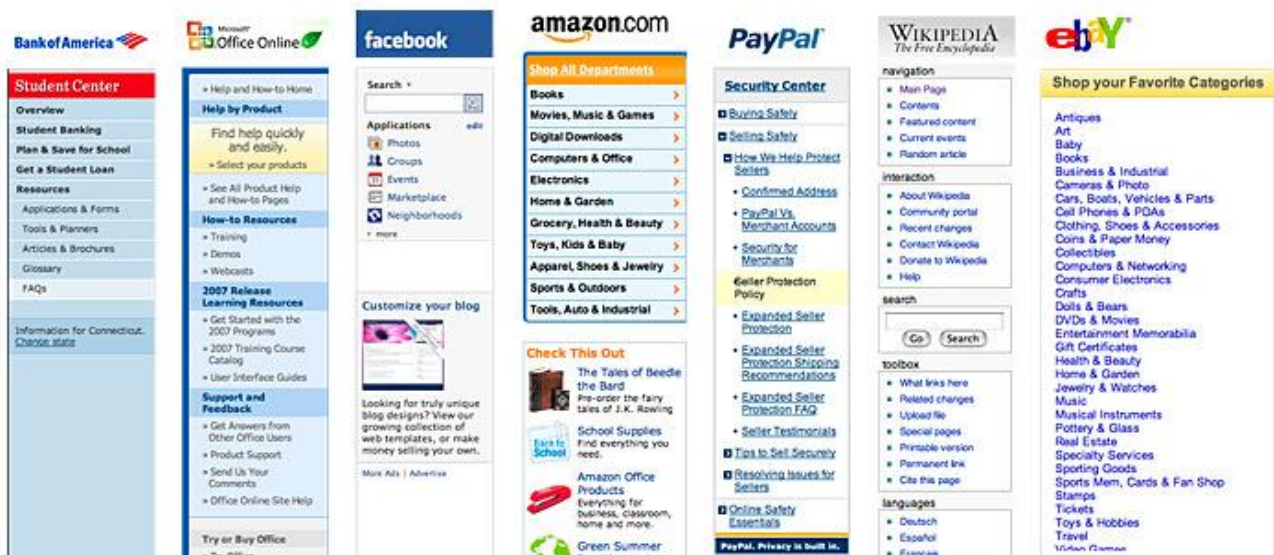 Bank of America
Student Center
Overview
Student Banking
Plan & Save for School
Get a Student Loan
Resources
Applications & Forms
Tools & Planners
Articles & Brochures
Glossary
FAQs
Information for Connecticut.
Change state
Microsoft
Office Online
» Help and How-to Home
Help by Product
Find help quickly
and easily.
» Select your products
» See All Product Help
and How-to Pages
How-to Resources
» Training
» Demos
» Webcasts
2007 Release
Learning Resources
» Get Started with the
2007 Programs
» 2007 Training Course
Catalog
» User Interface Guides
Support and
Feedback
» Get Answers from
Other Office Users
» Product Support
» Send Us Your
Comments
» Office Online Site Help
Try or Buy Office
facebook
Search
Applications edit
Photos
Groups
Events
Marketplace
Neighborhoods
more
Customize your blog
Looking for truly unique
blog designs? View our
growing collection of
web templates, or make
money selling your own.
More Ads | Advertise
amazon.com
Shop All Departments
Books
Movies, Music & Games
Digital Downloads
Computers & Office
Electronics
Home & Garden
Grocery, Health & Beauty
Toys, Kids & Baby
Apparel, Shoes & Jewelry
Sports & Outdoors
Tools, Auto & Industrial
Check This Out
The Tales of Beedle
the Bard
Pre-order the fairy
tales of J.K. Rowling
Back to
School
School Supplies
Find everything you
need.
Amazon Office
Products
Everything for
business, classroom,
home and more.
Green Summer
PayPal
Security Center
Buying Safely
Selling Safely
How We Help Protect
Sellers
Confirmed Address
PayPal Vs.
Merchant Accounts
Security for
Merchants
Seller Protection
Policy
Expanded Seller
Protection
Expanded Seller
Protection Shipping
Recommendations
Expanded Seller
Protection FAQ
Seller Testimonials
Tips to Sell Securely
Resolving Issues for
Sellers
Online Safety
Essentials
PayPal. Privacy is built in.
WIKIPEDIA
The Free Encyclopedia
navigation
Main Page
Contents
Featured content
Current events
Random article
interaction
About Wikipedia
Community portal
Recent changes
Contact Wikipedia
Donate to Wikipedia
Help
search
Go Search
toolbox
What links here
Related changes
Upload file
Special pages
Printable version
Permanent link
Cite this page
languages
Deutsch
Español
Français
ebaY
Shop your Favorite Categories
Antiques
Art
Baby
Books
Business & Industrial
Cameras & Photo
Cars, Boats, Vehicles & Parts
Cell Phones & PDAs
Clothing, Shoes & Accessories
Coins & Paper Money
Collectibles
Computers & Networking
Consumer Electronics
Crafts
Dolls & Bears
DVDs & Movies
Entertainment Memorabilia
Gift Certificates
Health & Beauty
Home & Garden
Jewelry & Watches
Music
Musical Instruments
Pottery & Glass
Real Estate
Specialty Services
Sporting Goods
Sports Mem, Cards & Fan Shop
Stamps
Tickets
Toys & Hobbies
Travel
Video Games